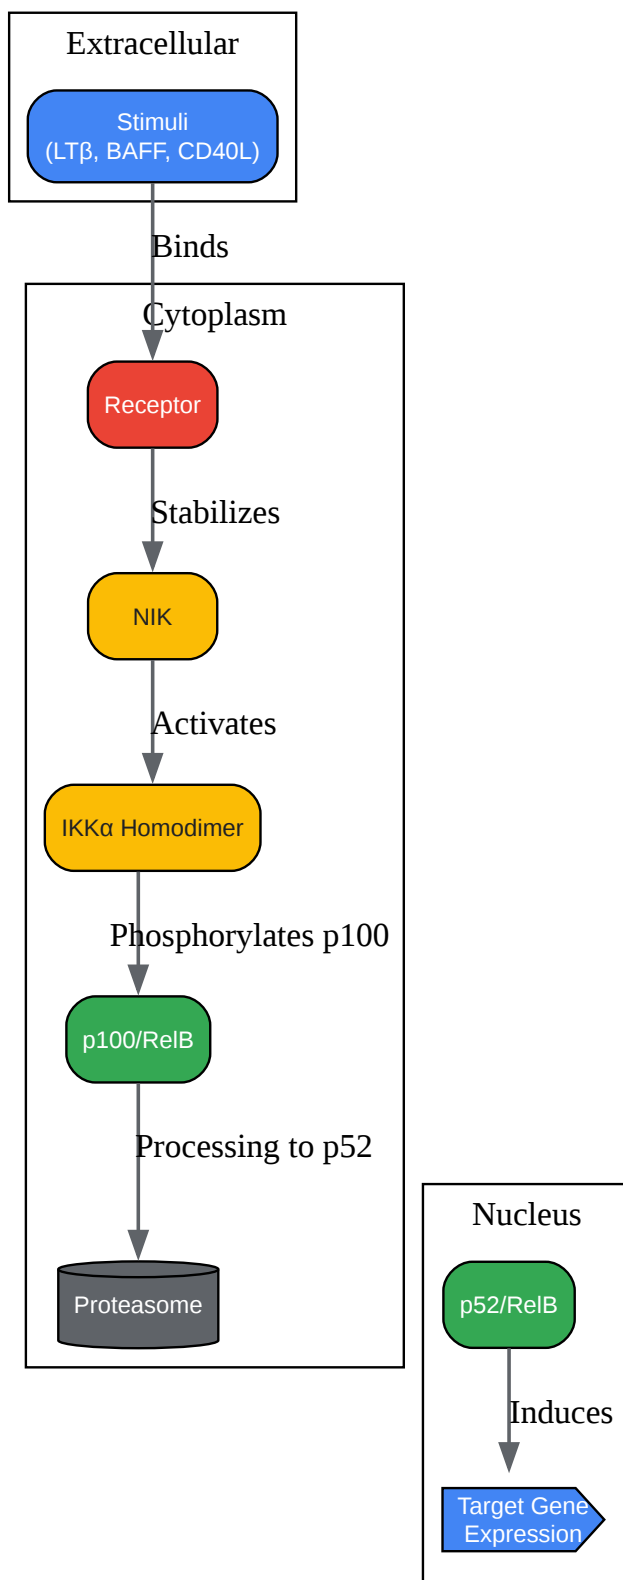 Extracellular
Stimuli
(LTβ, BAFF, CD40L)
Binds
Cytoplasm
Receptor
Stabilizes
NIK
Activates
IKKα Homodimer
Phosphorylates p100
p100/RelB
Processing to p52
Proteasome
Nucleus
p52/RelB
Induces
Target Gene
Expression